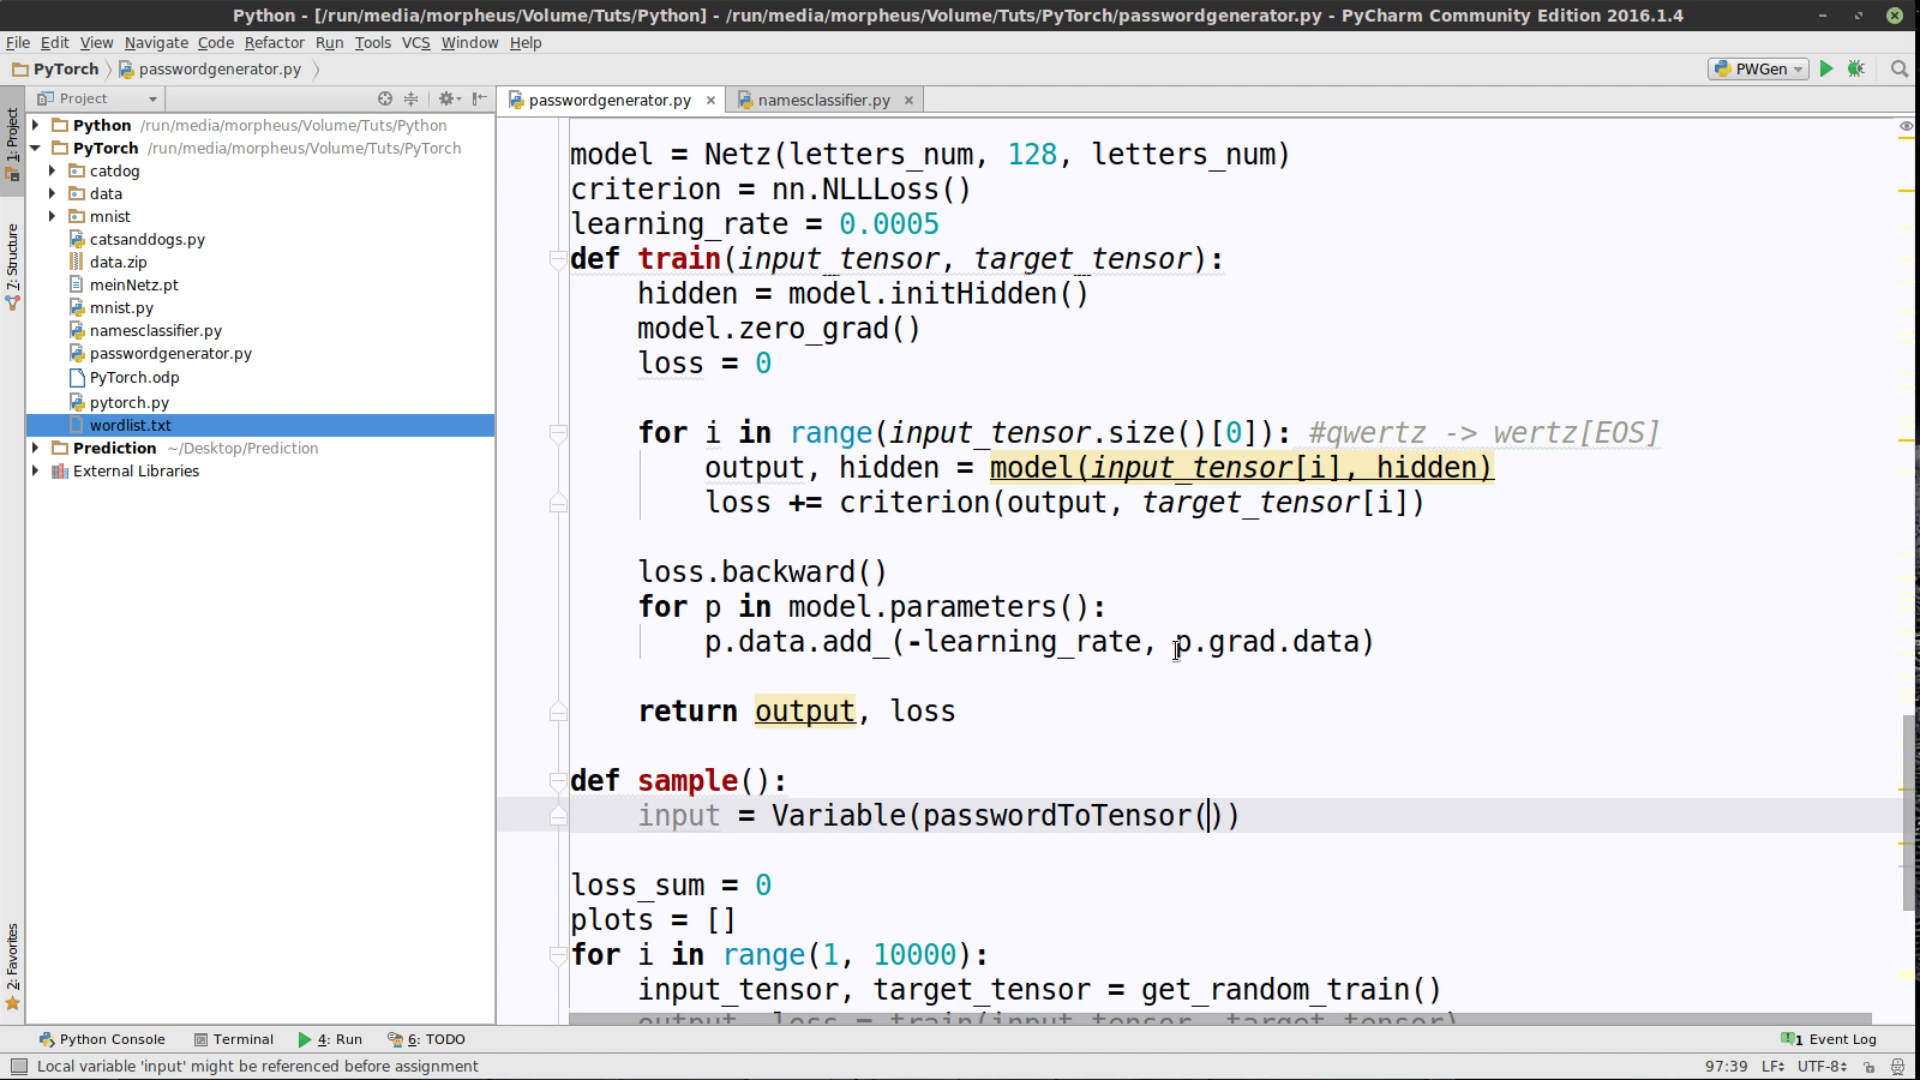 Python - [/run/media/morpheus/Volume/Tuts/Python] - /run/media/morpheus/Volume/Tuts/PyTorch/passwordgenerator.py - PyCharm Community Edition 2016.1.4
File Edit View Navigate Code Refactor Run Tools VCS Window Help
PyTorch passwordgenerator.py PWGen
Project
passwordgenerator.py namesclassifier.py
1: Project
7: Structure
2: Favorites
Python /run/media/morpheus/Volume/Tuts/Python
PyTorch /run/media/morpheus/Volume/Tuts/PyTorch
catdog
data
mnist
catsanddogs.py
data.zip
meinNetz.pt
mnist.py
namesclassifier.py
passwordgenerator.py
PyTorch.odp
pytorch.py
wordlist.txt
Prediction ~/Desktop/Prediction
External Libraries
model = Netz(letters_num, 128, letters_num)
criterion = nn.NLLLoss()
learning_rate = 0.0005
def train(input_tensor, target_tensor):
hidden = model.initHidden()
model.zero_grad()
loss = 0
for i in range(input_tensor.size()[0]): #qwertz -> wertz[EOS]
output, hidden = model(input_tensor[i], hidden)
loss += criterion(output, target_tensor[i])
loss.backward()
for p in model.parameters():
p.data.add_(-learning_rate, p.grad.data)
return output, loss
def sample():
input = Variable(passwordToTensor())
loss_sum = 0
plots = []
for i in range(1, 10000):
input_tensor, target_tensor = get_random_train()
output, loss = train(input_tensor, target_tensor)
Python Console Terminal 4: Run 6: TODO 1 Event Log
Local variable 'input' might be referenced before assignment 97:39 LF UTF-8